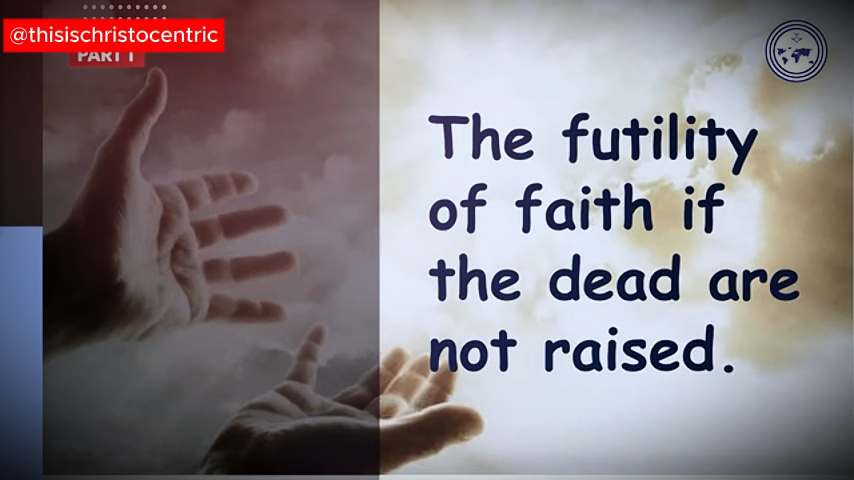 @thisischristocentric
PART 1
The futility
of faith if
the dead are
not raised.